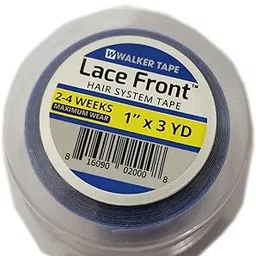 WALKER TAPE
Lace Front™
HAIR SYSTEM TAPE
2-4 WEEKS
MAXIMUM WEAR
1" x 3 YD
8 16090 02000 8